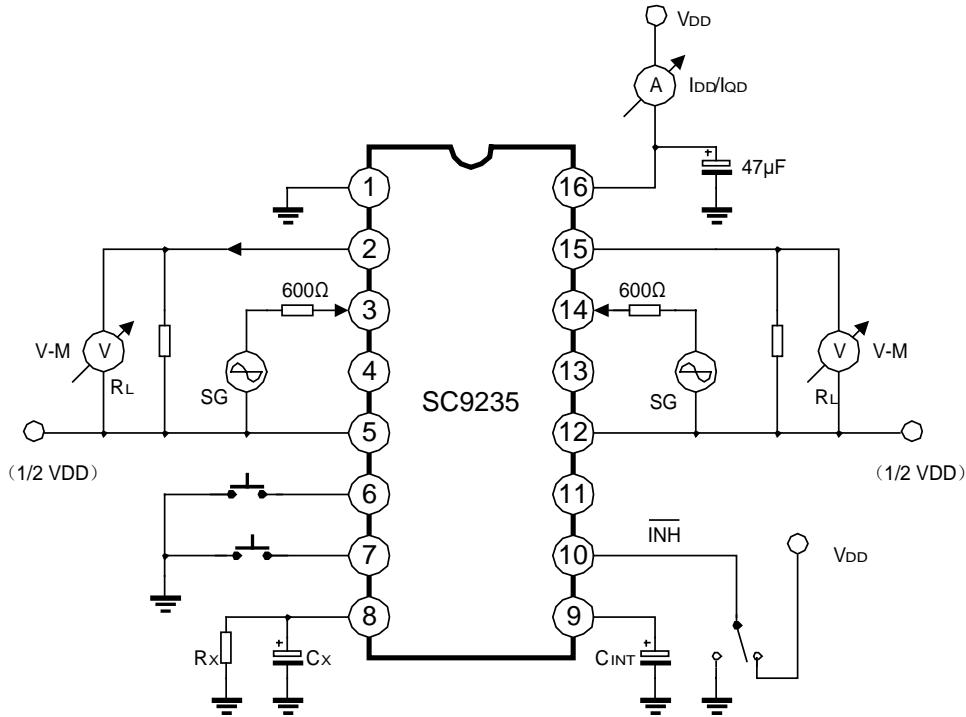 VDD
A
IDD/IQD
+
47μF
1
16
2
15
600Ω
3
14
600Ω
V-M
V
RL
SG
4
13
SC9235
SG
V
V-M
RL
5
12
(1/2 VDD)
(1/2 VDD)
6
11
7
10
INH
VDD
8
9
RX
+
CX
CINT
+